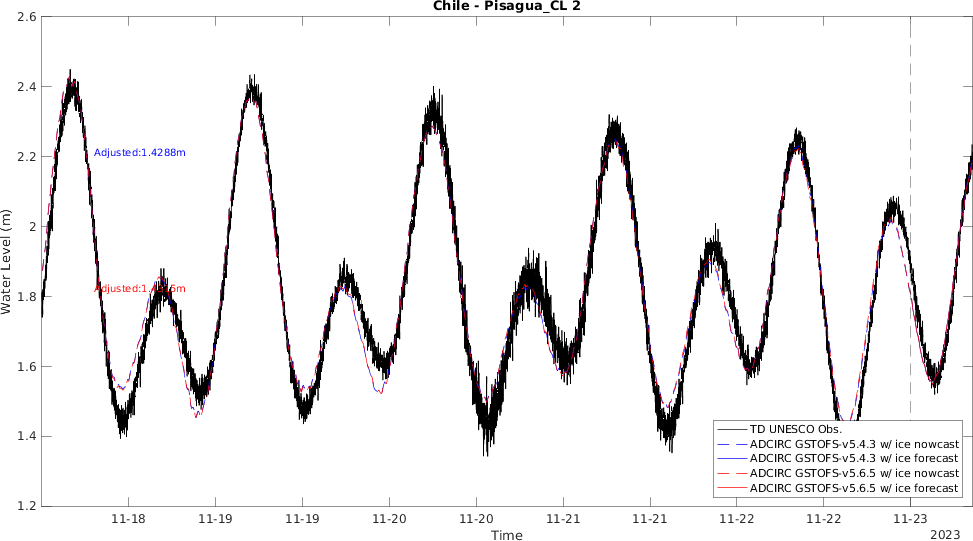 Chile - Pisagua_CL 2
2.6
2.4
2.2
2
1.8
1.6
1.4
1.2
Water Level (m)
Adjusted:1.4288m
TD UNESCO Obs.
ADCIRC GSTOFS-v5.4.3 w/ ice nowcast
ADCIRC GSTOFS-v5.4.3 w/ ice forecast
ADCIRC GSTOFS-v5.6.5 w/ ice nowcast
ADCIRC GSTOFS-v5.6.5 w/ ice forecast
11-18 11-19 11-19 11-20 11-20 11-21 11-21 11-22 11-22 11-23
Time
2023